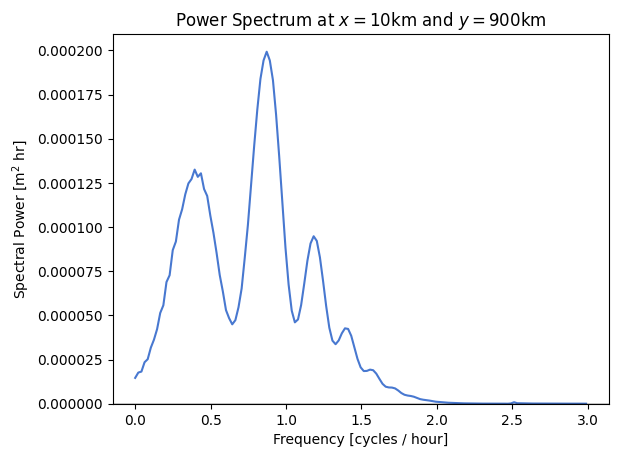 Power Spectrum at x = 10km and y = 900km
0.000200
0.000175
0.000150
0.000125
0.000100
0.000075
0.000050
0.000025
0.000000
Spectral Power [m² hr]
0.0 0.5 1.0 1.5 2.0 2.5 3.0
Frequency [cycles / hour]